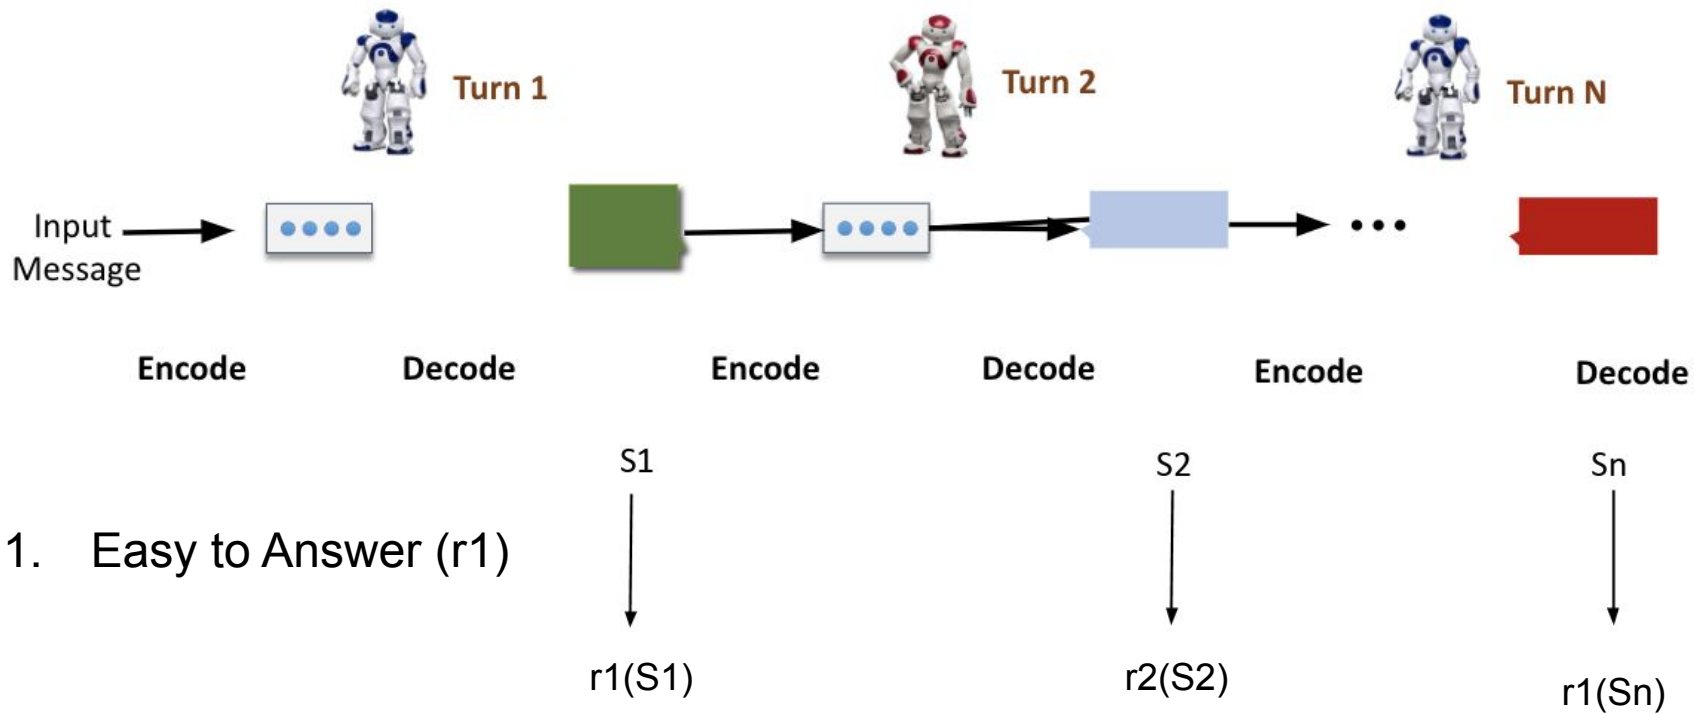 Turn 1
Turn 2
Turn N
Input
Message
Encode
Decode
Encode
Decode
Encode
Decode
S1
S2
Sn
1. Easy to Answer (r1)
r1(S1)
r2(S2)
r1(Sn)